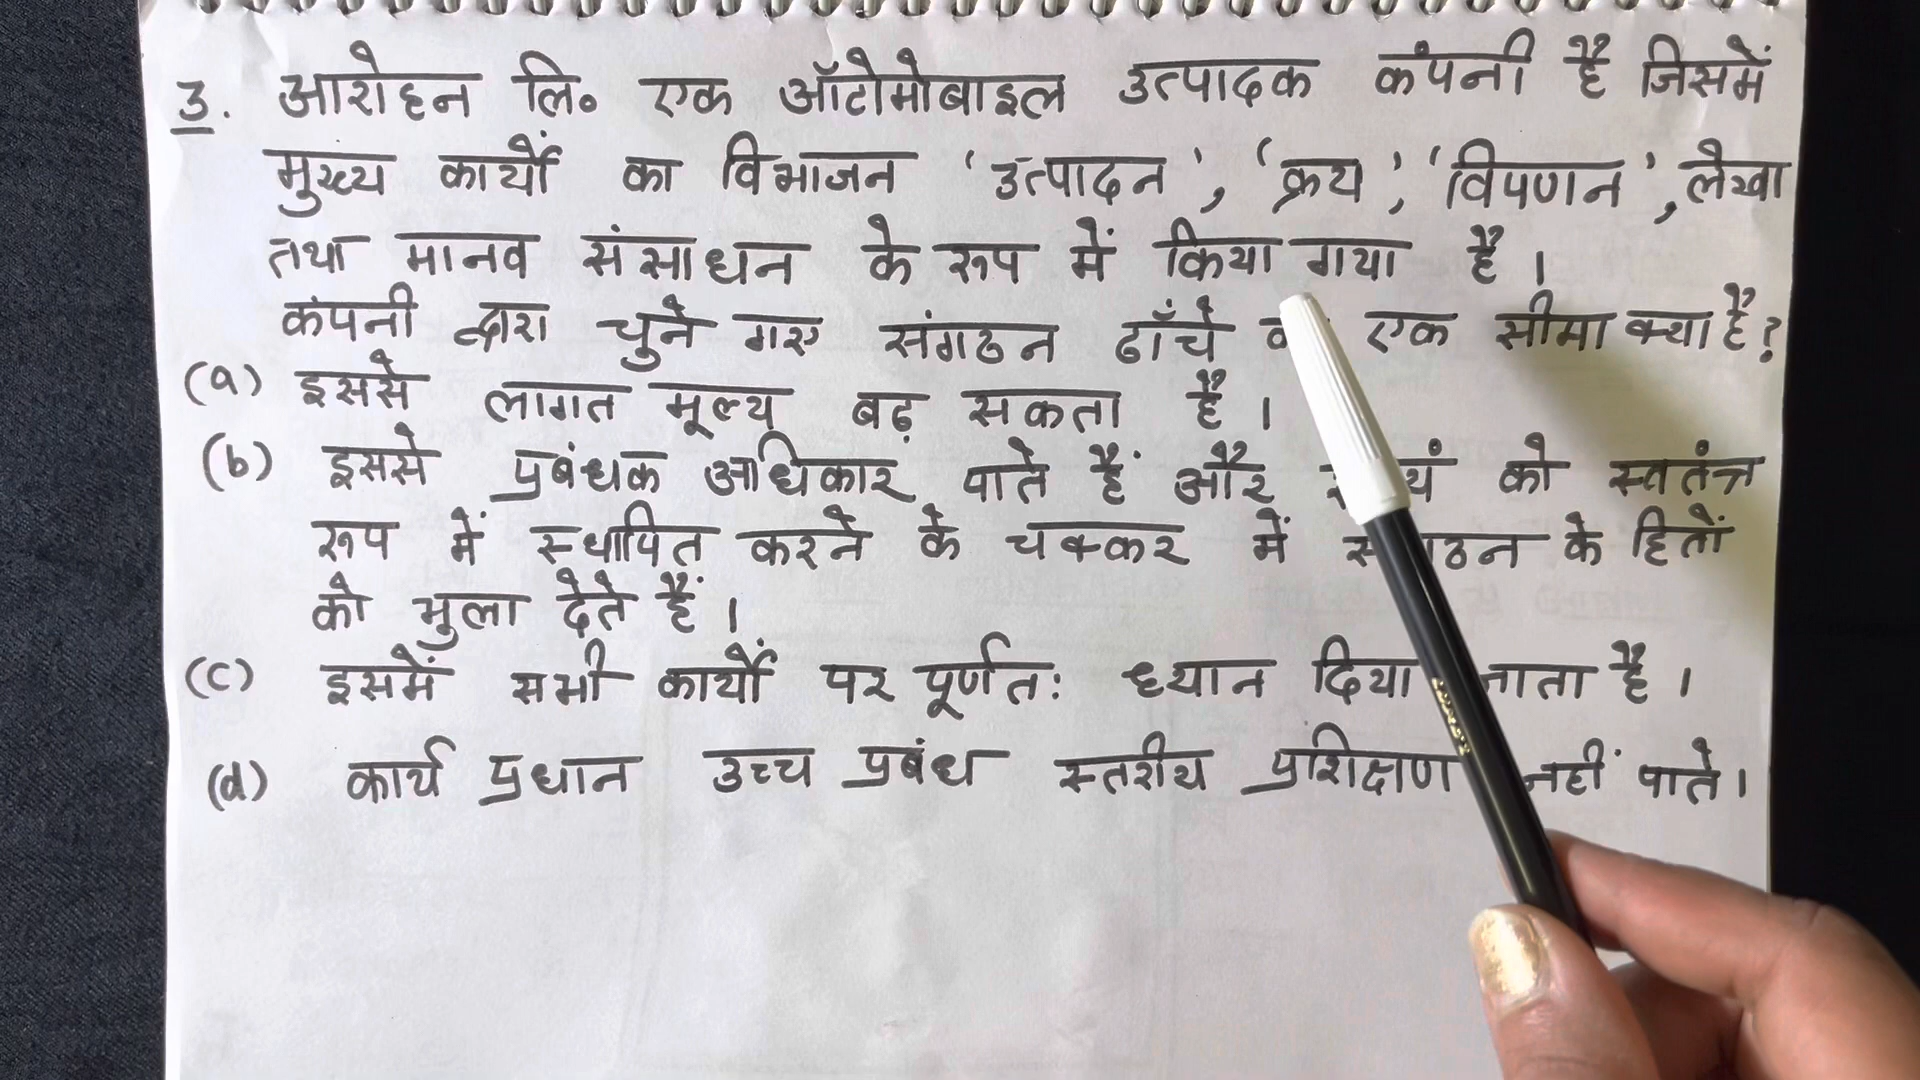 3. आरोहन लि० एक ऑटोमोबाइल उत्पादक कंपनी है जिसमें
मुख्य कार्यों का विभाजन 'उत्पादन', 'क्रय', 'विपणन', लेखा
तथा मानव संसाधन के रूप में किया गया है ।
कंपनी द्वारा चुने गए संगठन ढाँचे एक सीमा क्या है ?
(a) इससे लागत मूल्य बढ़ सकता है ।
(b) इससे प्रबंधक अधिकार पाते हैं और को स्वतंत्र
रूप में स्थापित करने के चक्कर में के हितों
को भुला देते हैं ।
(c) इसमें सभी कार्यों पर पूर्णतः ध्यान दिया जाता है ।
(d) कार्य प्रधान उच्च प्रबंध स्तरीय प्रशिक्षण नहीं पाते ।